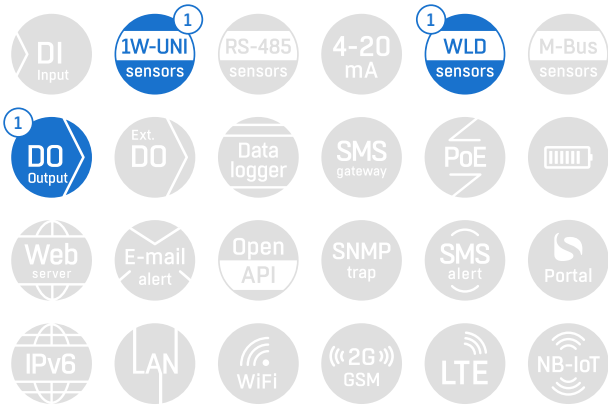 DI
Input
1
1W-UNI
sensors
RS-485
sensors
4-20
mA
1
WLD
sensors
M-Bus
sensors
1
DO
Output
Ext.
DO
Data
logger
SMS
gateway
PoE
Web
server
E-mail
alert
Open
API
SNMP
trap
SMS
alert
Portal
IPv6
LAN
WiFi
2G
GSM
LTE
NB-IoT